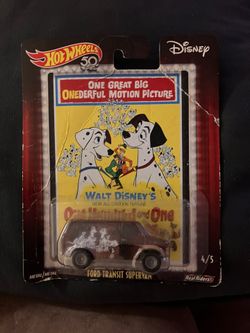 Hot Wheels
50
Disney
ONE GREAT BIG
ONEDERFUL MOTION PICTURE
WALT DISNEY'S
One Hundred and One
FORD TRANSIT SUPERVAN
4/5
Real Riders